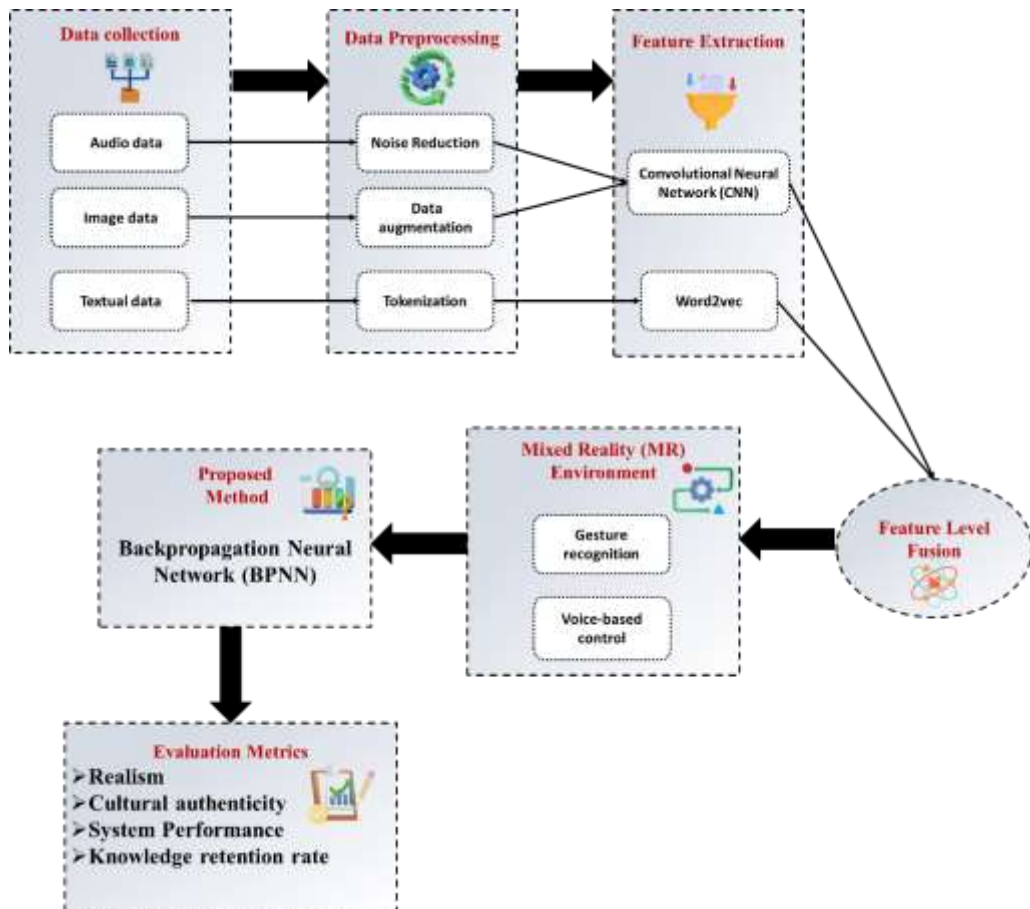 Data collection
Audio data
Image data
Textual data
Data Preprocessing
Noise Reduction
Data
augmentation
Tokenization
Feature Extraction
Convolutional Neural
Network (CNN)
Word2vec
Feature Level
Fusion
Mixed Reality (MR)
Environment
Gesture
recognition
Voice-based
control
Proposed
Method
Backpropagation Neural
Network (BPNN)
Evaluation Metrics
➢Realism
➢Cultural authenticity
➢System Performance
➢Knowledge retention rate